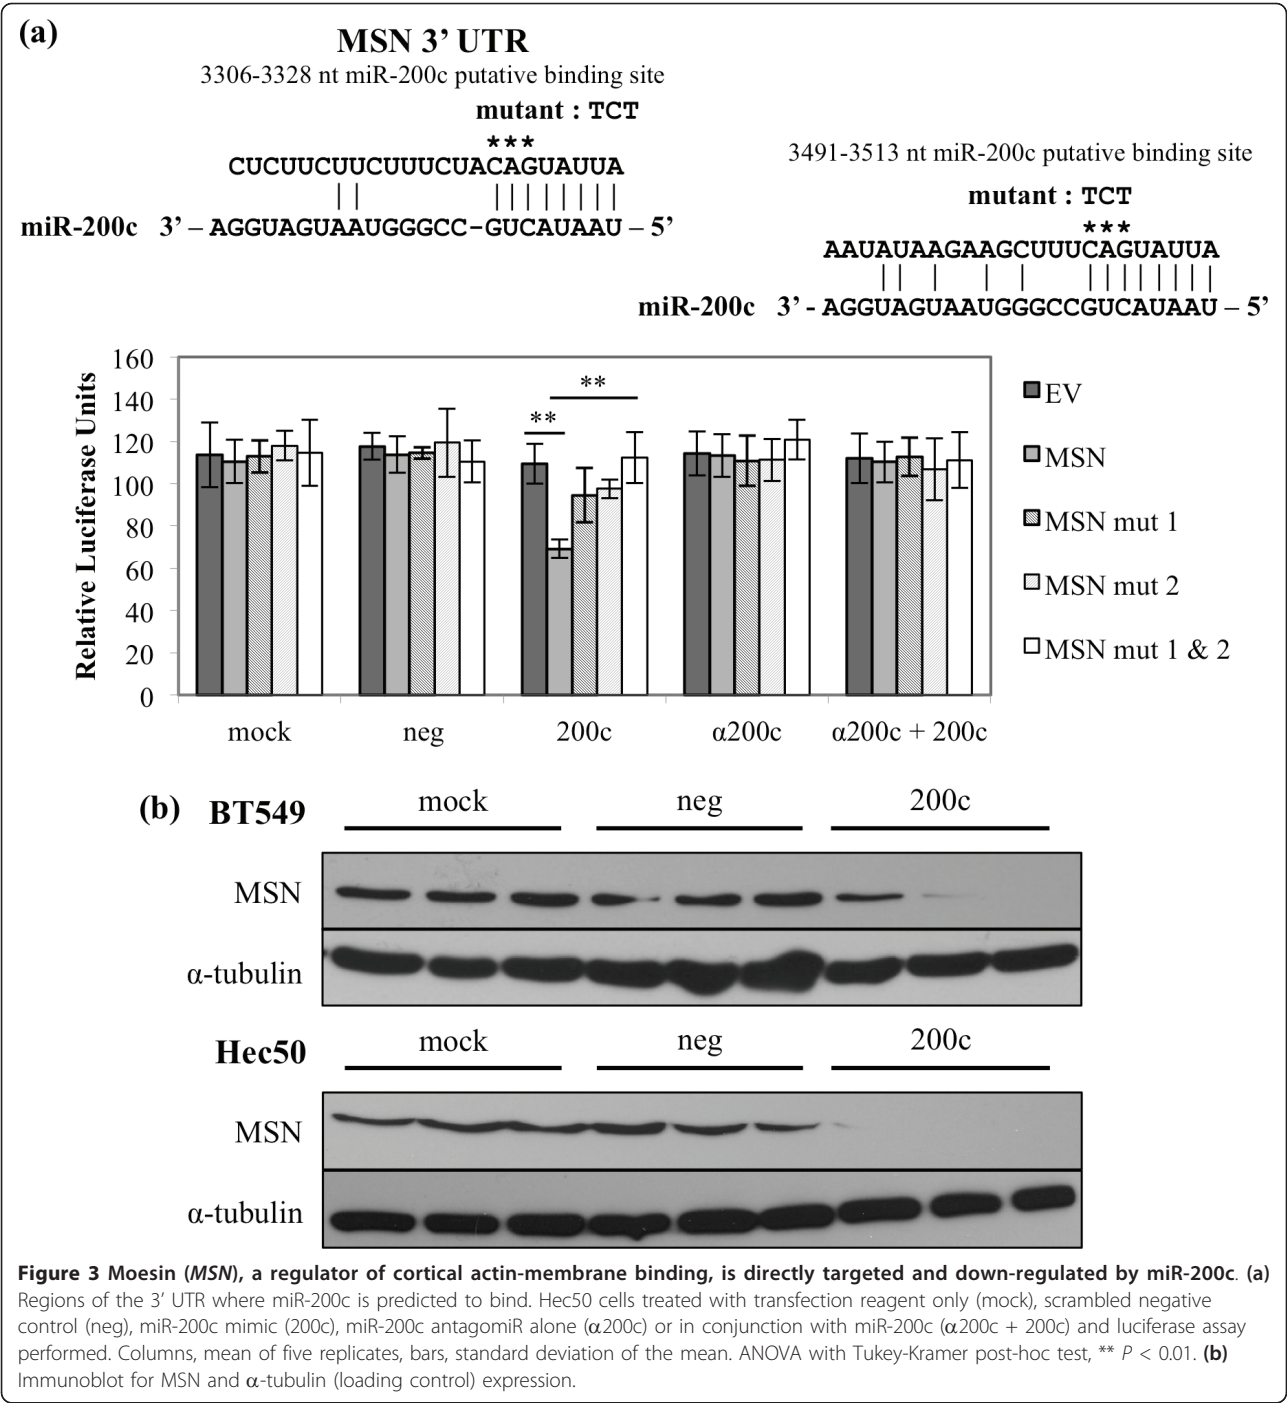 (a)
MSN 3’ UTR
3306-3328 nt miR-200c putative binding site
mutant : TCT
***
CUCUUCUUCUUUCUACAGUAUUA
miR-200c 3’ – AGGUAGUAAUGGGCC-GUCAUAAU – 5’
3491-3513 nt miR-200c putative binding site
mutant : TCT
***
AAUAUAAGAAGCUUUCAGUAUUA
miR-200c 3’ - AGGUAGUAAUGGGCCGUCAUAAU – 5’
Relative Luciferase Units
160
140
120
100
80
60
40
20
0
**
**
mock neg 200c α200c α200c + 200c
EV
MSN
MSN mut 1
MSN mut 2
MSN mut 1 & 2
(b) BT549
mock neg 200c
MSN
α-tubulin
Hec50
mock neg 200c
MSN
α-tubulin
Figure 3 Moesin (MSN), a regulator of cortical actin-membrane binding, is directly targeted and down-regulated by miR-200c. (a)
Regions of the 3’ UTR where miR-200c is predicted to bind. Hec50 cells treated with transfection reagent only (mock), scrambled negative
control (neg), miR-200c mimic (200c), miR-200c antagomiR alone (α200c) or in conjunction with miR-200c (α200c + 200c) and luciferase assay
performed. Columns, mean of five replicates, bars, standard deviation of the mean. ANOVA with Tukey-Kramer post-hoc test, ** P < 0.01. (b)
Immunoblot for MSN and α-tubulin (loading control) expression.